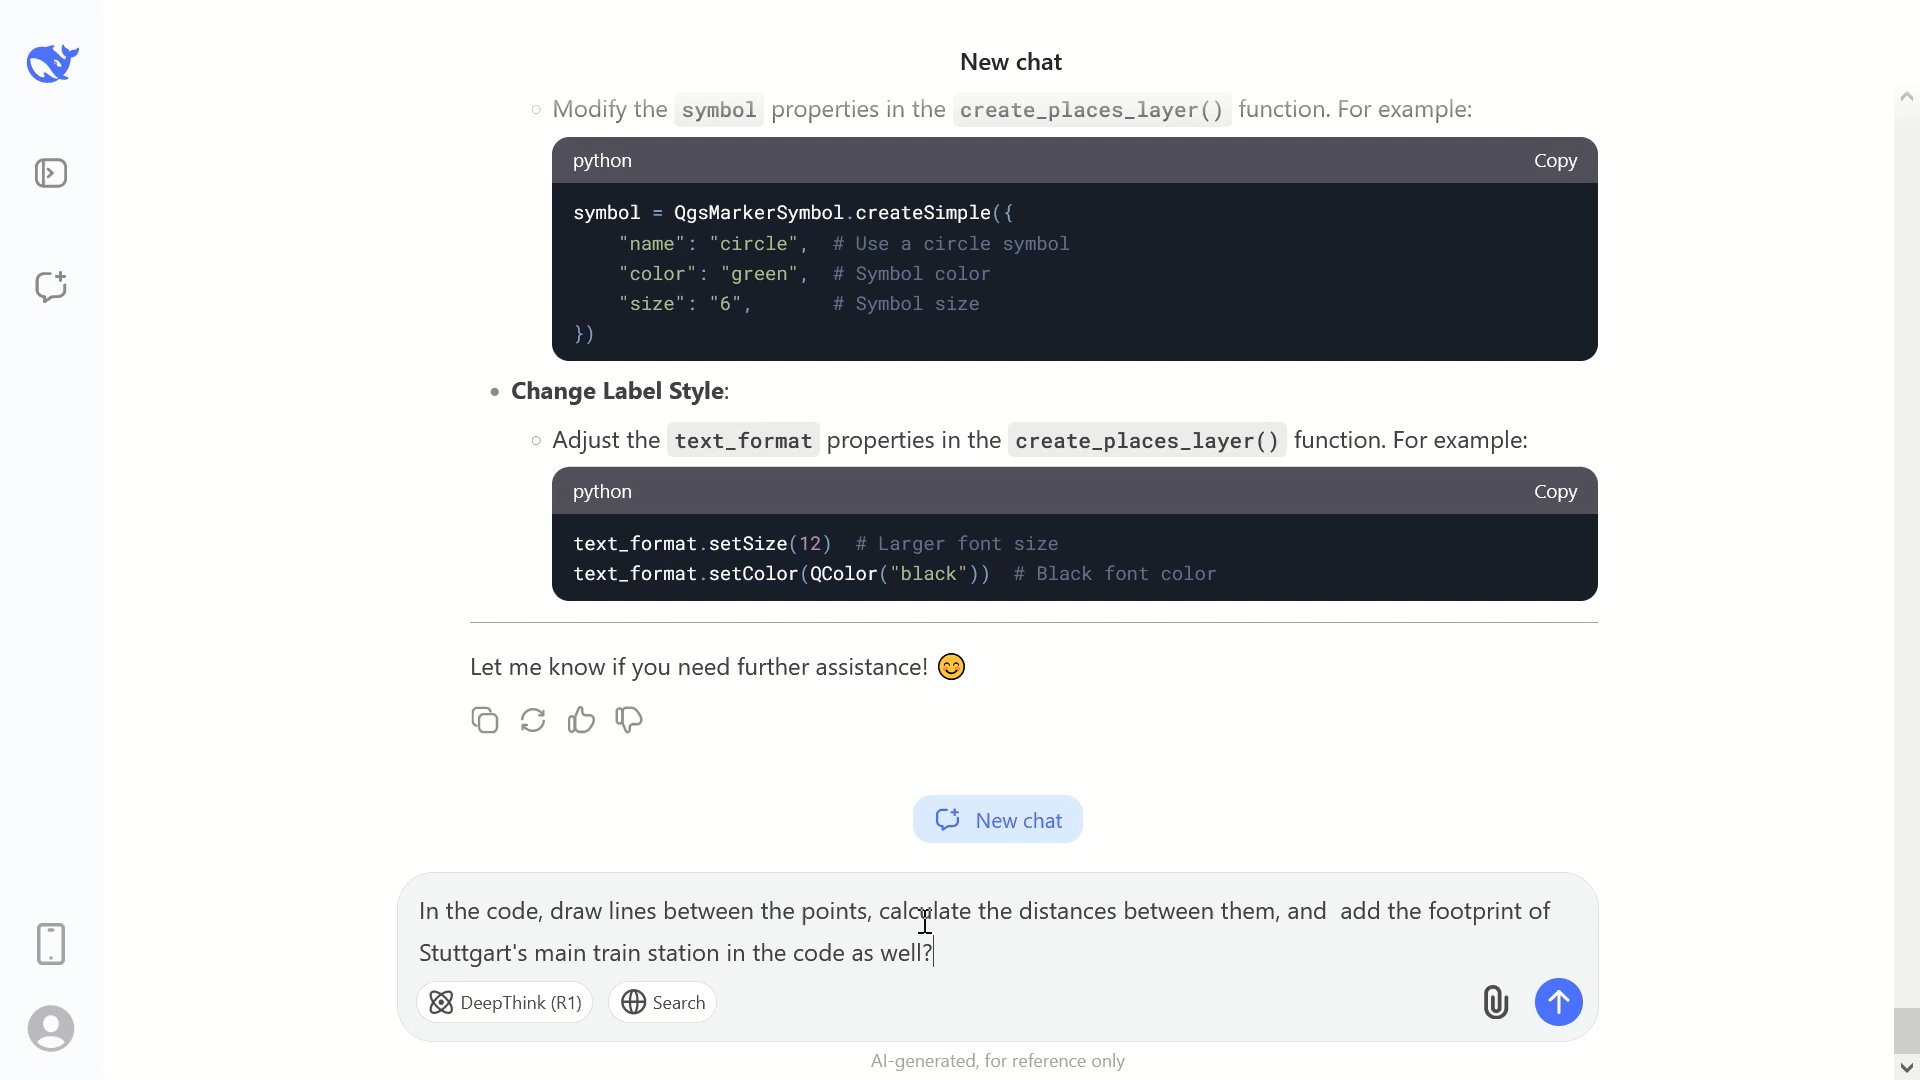 New chat
Modify the symbol properties in the create_places_layer() function. For example:
python Copy
symbol = QgsMarkerSymbol.createSimple({
"name": "circle", # Use a circle symbol
"color": "green", # Symbol color
"size": "6", # Symbol size
})
Change Label Style:
Adjust the text_format properties in the create_places_layer() function. For example:
python Copy
text_format.setSize(12) # Larger font size
text_format.setColor(QColor("black")) # Black font color
Let me know if you need further assistance! 😊
New chat
In the code, draw lines between the points, calculate the distances between them, and  add the footprint of
Stuttgart's main train station in the code as well?
DeepThink (R1) Search
AI-generated, for reference only